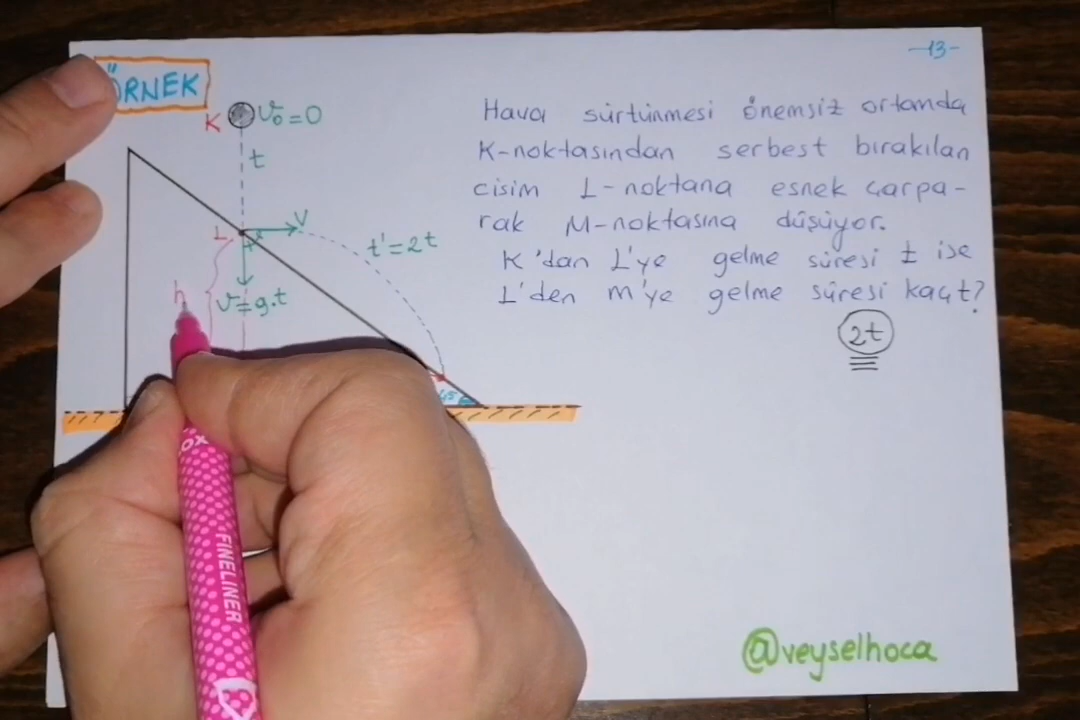 -13-
ÖRNEK
K V₀=0
t
L V
t'=2t
h
V=g.t
45
Hava sürtünmesi önemsiz ortamda
K-noktasından serbest bırakılan
cisim L-noktana esnek çarpa-
rak M-noktasına düşüyor.
K'dan L'ye gelme süresi t ise
L'den M'ye gelme süresi kaç t?
2t
FINELINER
@veyselhoca